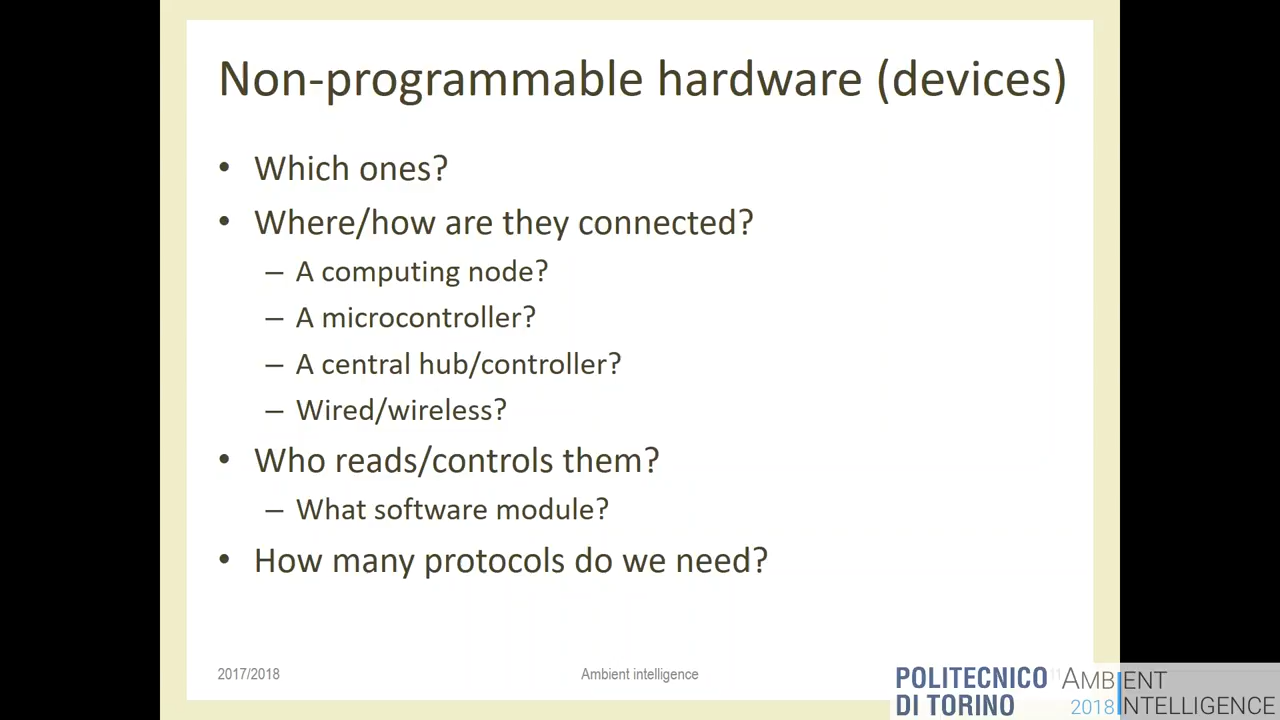 Non-programmable hardware (devices)
• Which ones?
• Where/how are they connected?
– A computing node?
– A microcontroller?
– A central hub/controller?
– Wired/wireless?
• Who reads/controls them?
– What software module?
• How many protocols do we need?
2017/2018
Ambient intelligence
11
POLITECNICO
DI TORINO
AMBIENT
2018 INTELLIGENCE